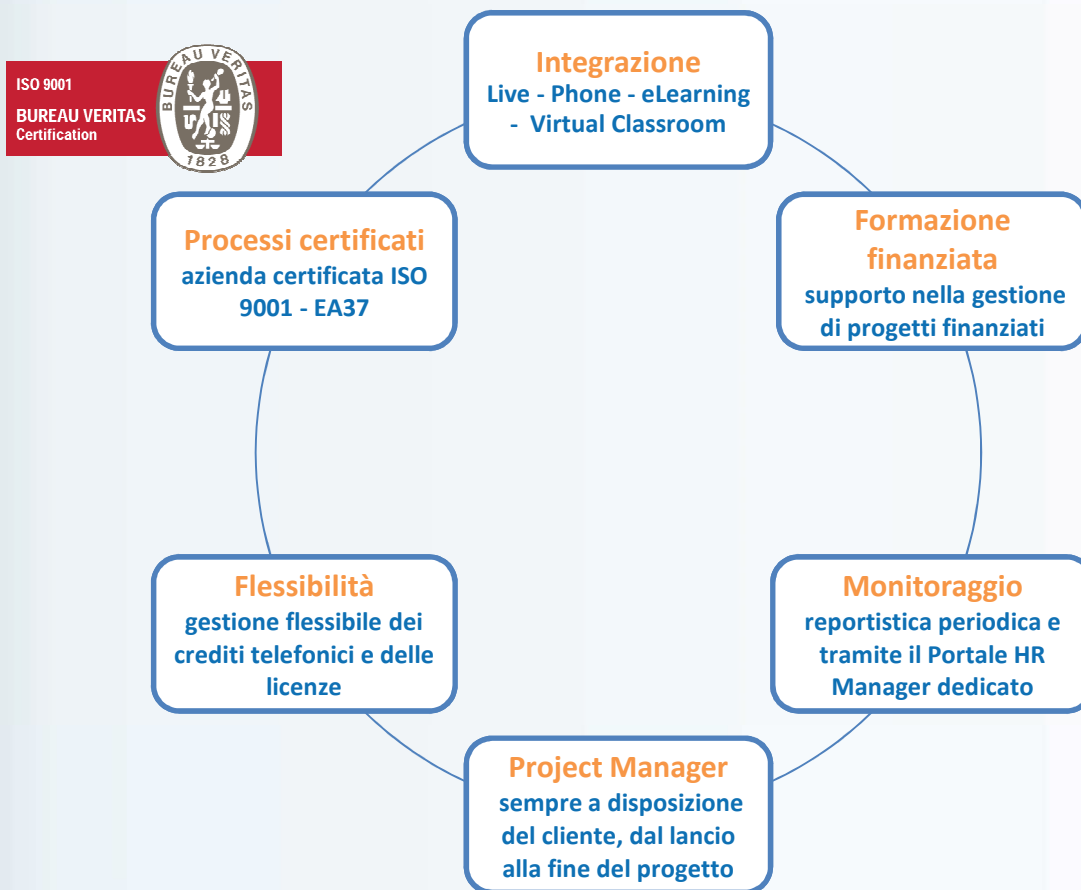 ISO 9001
BUREAU VERITAS
Certification
BUREAU VERITAS
1828
Integrazione
Live - Phone - eLearning
- Virtual Classroom
Formazione
finanziata
supporto nella gestione
di progetti finanziati
Monitoraggio
reportistica periodica e
tramite il Portale HR
Manager dedicato
Project Manager
sempre a disposizione
del cliente, dal lancio
alla fine del progetto
Flessibilità
gestione flessibile dei
crediti telefonici e delle
licenze
Processi certificati
azienda certificata ISO
9001 - EA37